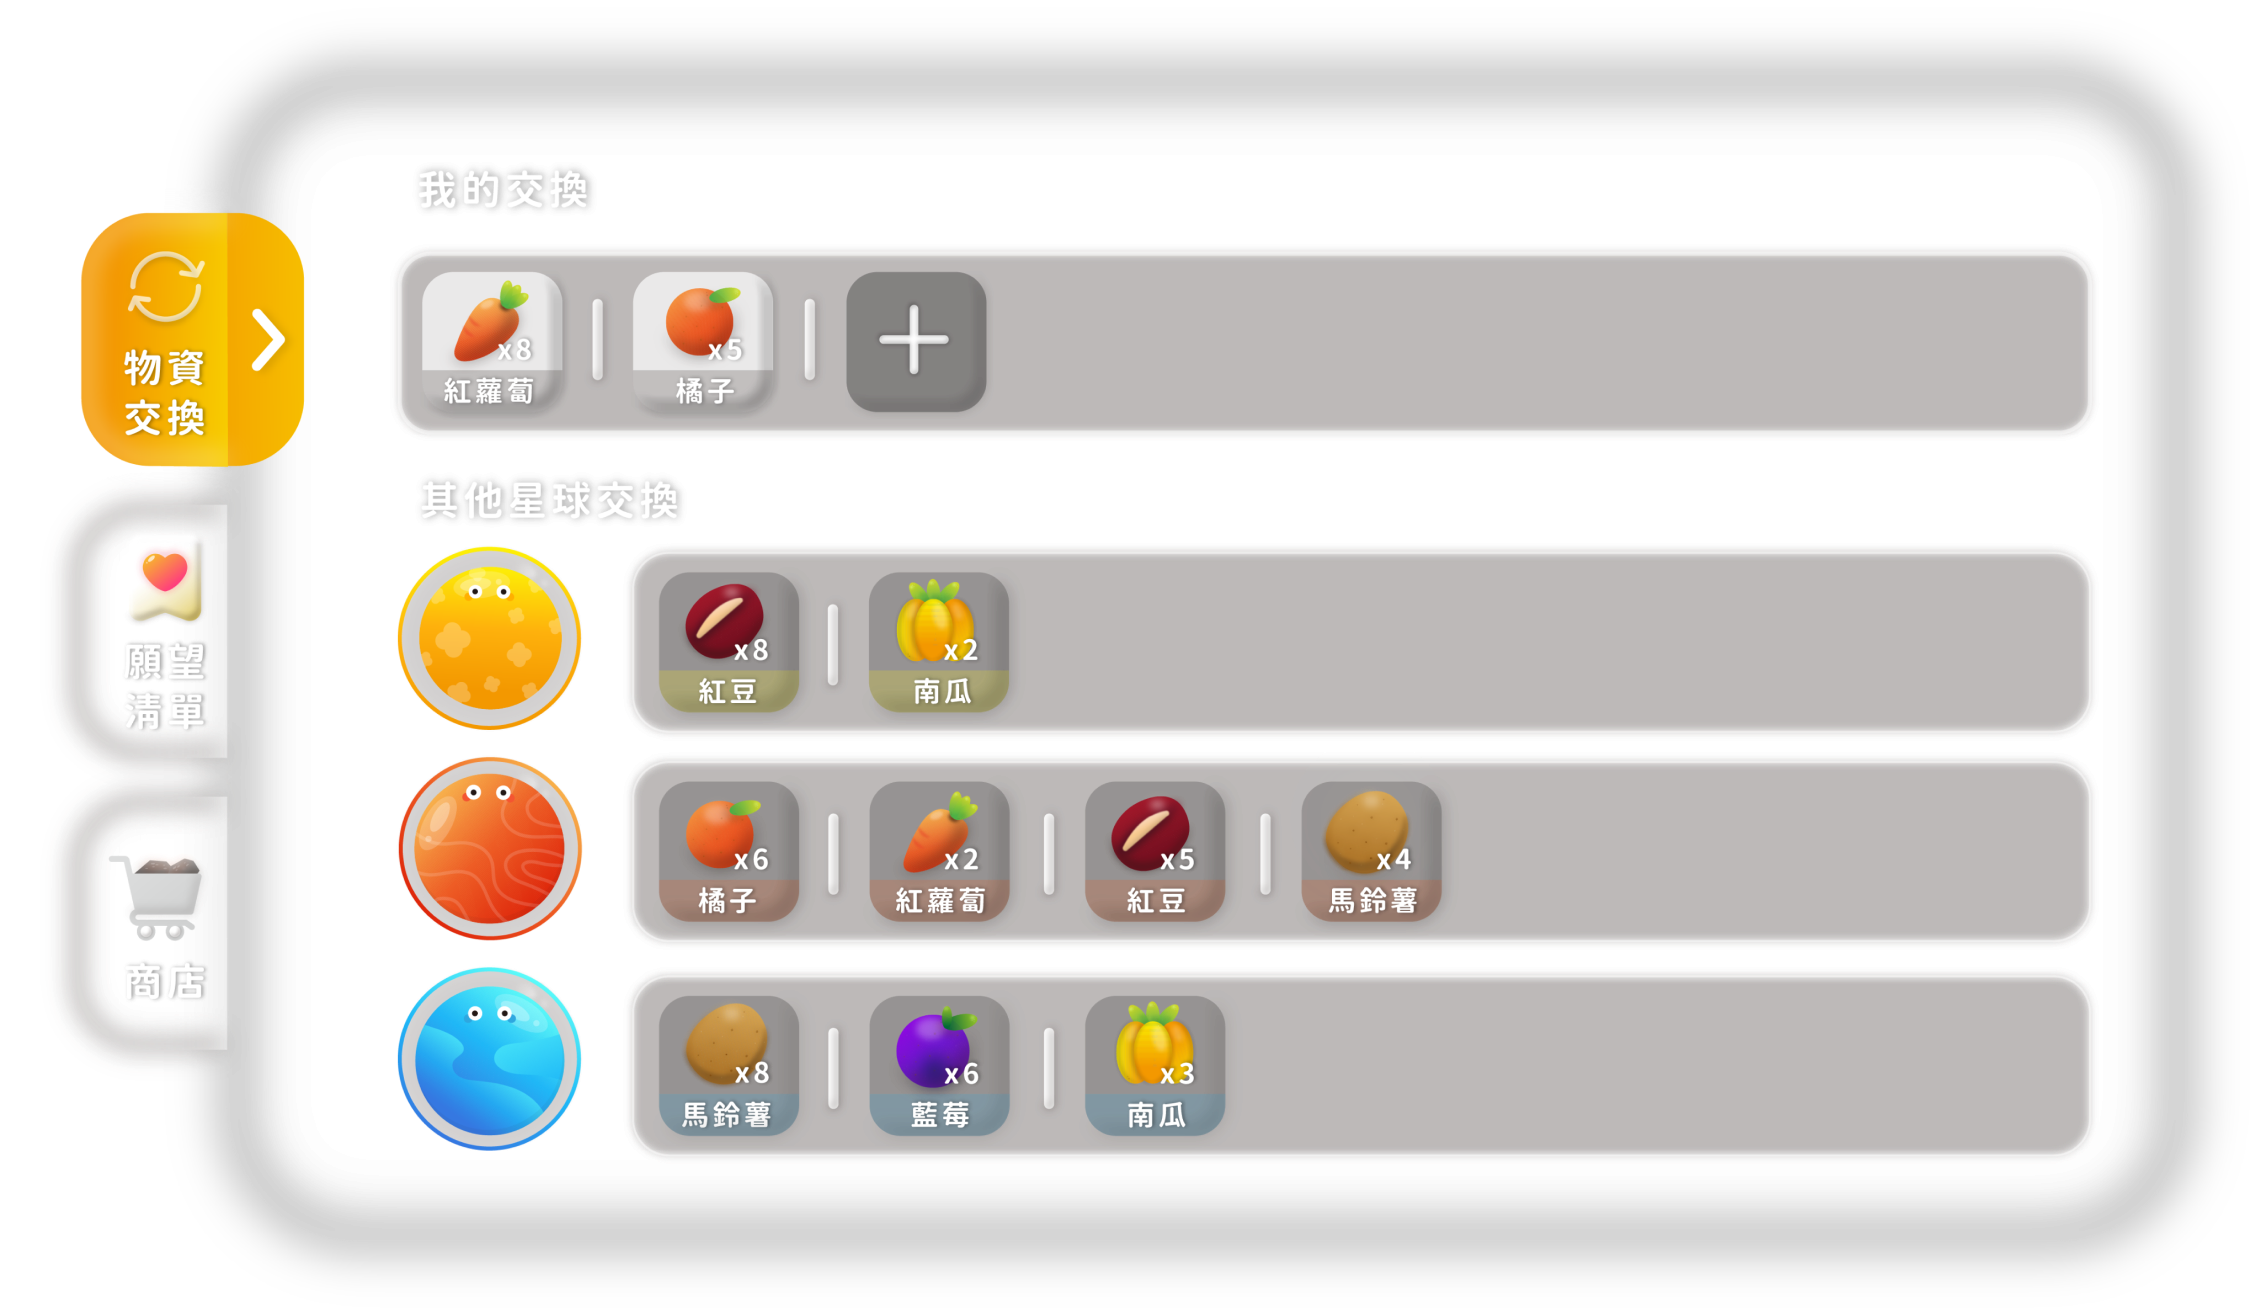 我的交換
物資
交換
x8
紅蘿蔔
x5
橘子
其他星球交換
願望
清單
商店
x8
紅豆
x2
南瓜
x6
橘子
x2
紅蘿蔔
x5
紅豆
x4
馬鈴薯
x8
馬鈴薯
x6
藍莓
x3
南瓜